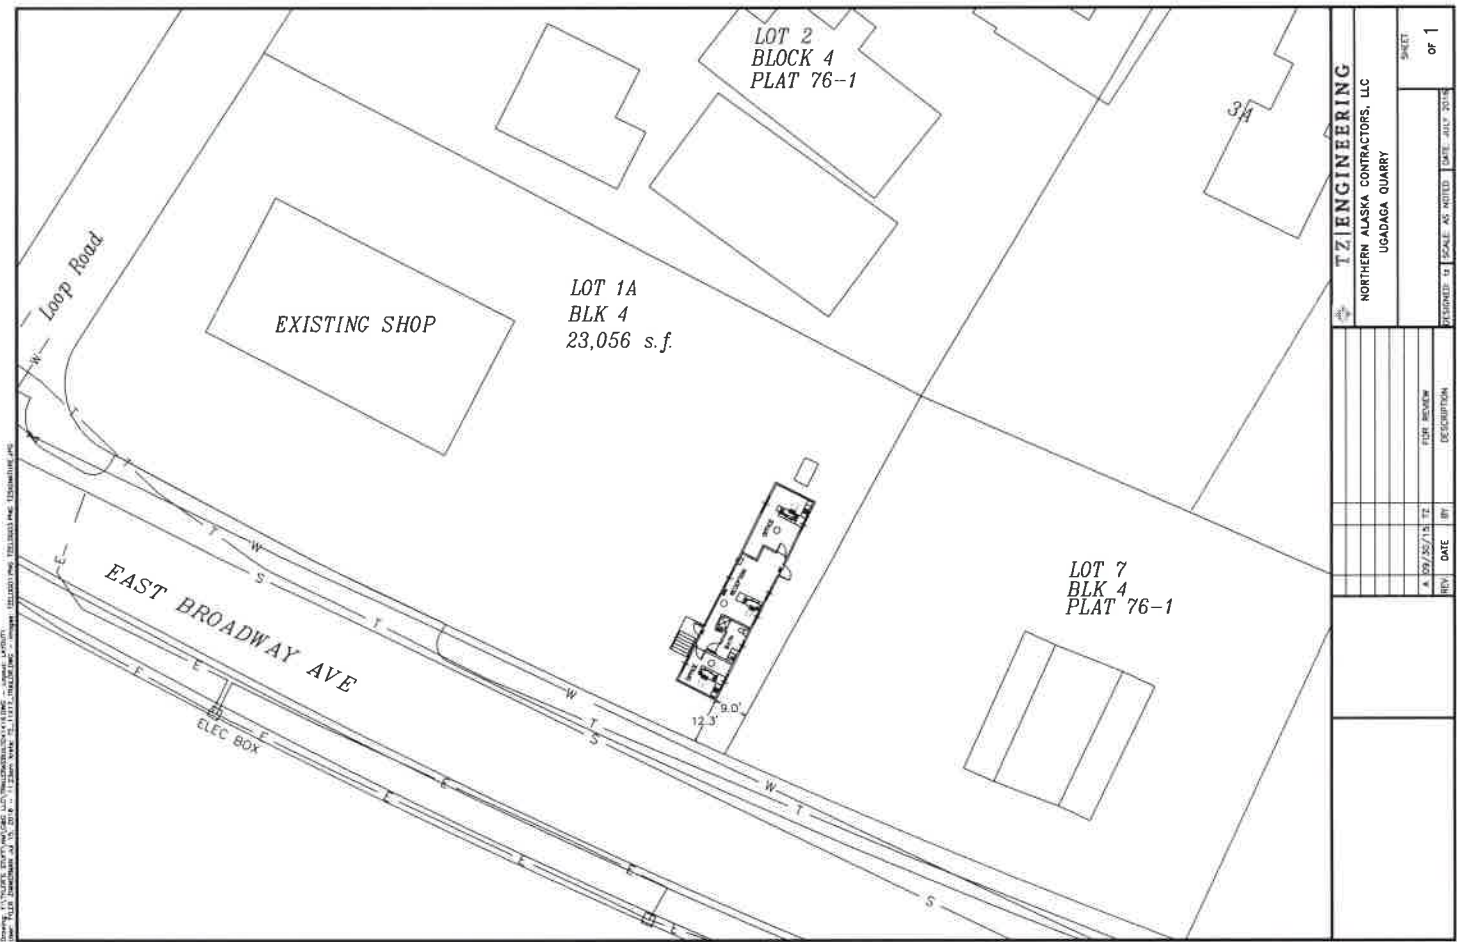 LOT 2
BLOCK 4
PLAT 76-1
3A
Loop Road
LOT 1A
BLK 4
23,056 s.f.
EXISTING SHOP
EAST BROADWAY AVE
ELEC BOX
OFFICE
RECEPTION
OFFICE
9.0'
12.3'
LOT 7
BLK 4
PLAT 76-1
W
T
W
T
T
W
S
T
E
E
E
E
W
T
S
E
E
E
E
W
T
S
E
TZ|ENGINEERING
NORTHERN ALASKA CONTRACTORS, LLC
UGADAGA QUARRY
SHEET
OF 1
DESIGNED: tz
SCALE: AS NOTED
DATE: JULY 2016
A 09/30/15 TZ FOR REVIEW
REV. DATE BY DESCRIPTION